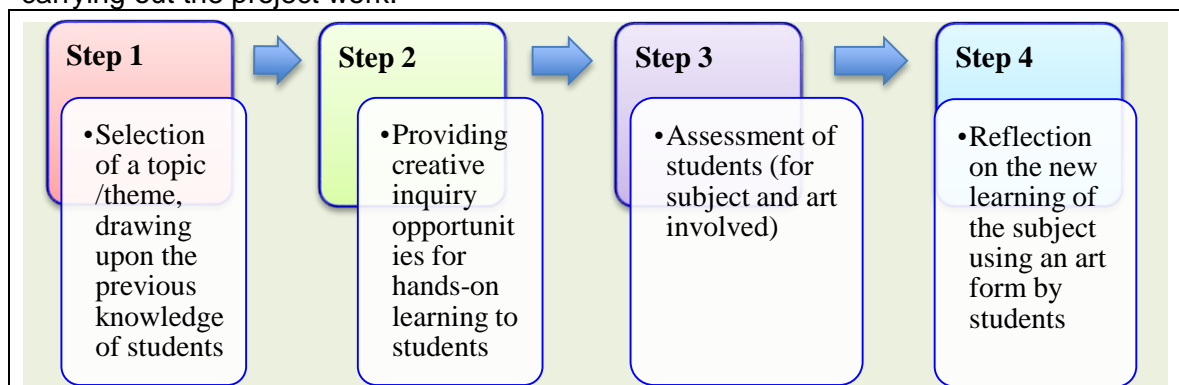 carrying out the project work.
Step 1
•Selection
of a topic
/theme,
drawing
upon the
previous
knowledge
of students
Step 2
•Providing
creative
inquiry
opportunit
ies for
hands-on
learning to
students
Step 3
•Assessment of
students (for
subject and art
involved)
Step 4
•Reflection
on the new
learning of
the subject
using an art
form by
students